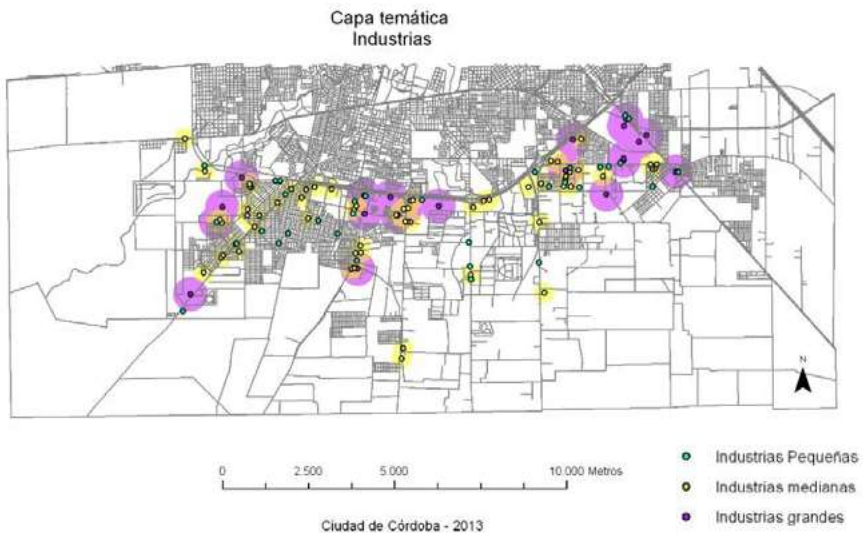 Capa temática
Industrias
N
0 2.500 5.000 10.000 Metros
Industrias Pequeñas
Industrias medianas
Industrias grandes
Ciudad de Córdoba - 2013